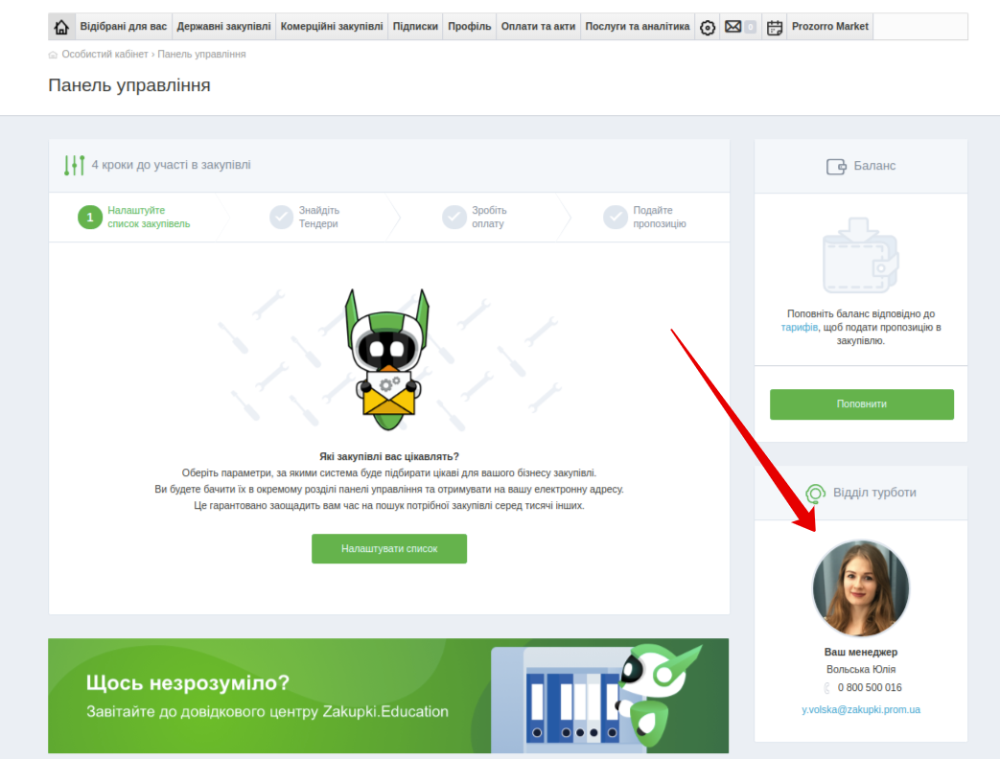 Відібрані для вас Державні закупівлі Комерційні закупівлі Підписки Профіль Оплати та акти Послуги та аналітика 0 Prozorro Market
Особистий кабінет › Панель управління
Панель управління
4 кроки до участі в закупівлі
1
Налаштуйте
список закупівель
Знайдіть
Тендери
Зробіть
оплату
Подайте
пропозицію
Які закупівлі вас цікавлять?
Оберіть параметри, за якими система буде підбирати цікаві для вашого бізнесу закупівлі.
Ви будете бачити їх в окремому розділі панелі управління та отримувати на вашу електронну адресу.
Це гарантовано заощадить вам час на пошук потрібної закупівлі серед тисячі інших.
Налаштувати список
Щось незрозуміло?
Завітайте до довідкового центру Zakupki.Education
Баланс
Поповніть баланс відповідно до
тарифів, щоб подати пропозицію в
закупівлю.
Поповнити
Відділ турботи
Ваш менеджер
Вольська Юлія
0 800 500 016
y.volska@zakupki.prom.ua